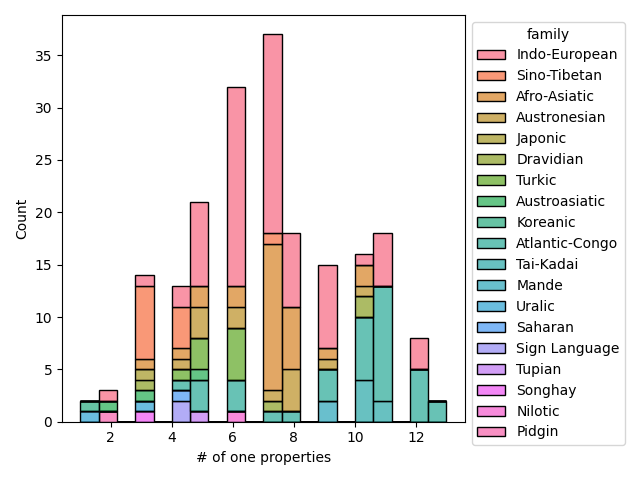 35
30
25
20
15
10
5
0
Count
2 4 6 8 10 12
# of one properties
family
Indo-European
Sino-Tibetan
Afro-Asiatic
Austronesian
Japonic
Dravidian
Turkic
Austroasiatic
Koreanic
Atlantic-Congo
Tai-Kadai
Mande
Uralic
Saharan
Sign Language
Tupian
Songhay
Nilotic
Pidgin